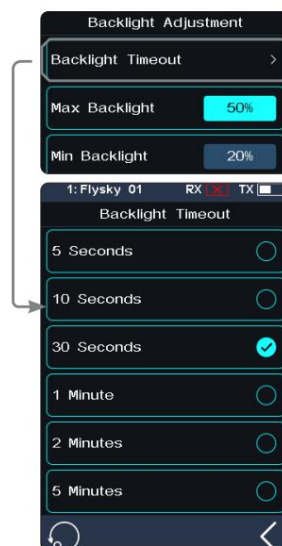 Backlight Adjustment
Backlight Timeout >
Max Backlight 50%
Min Backlight 20%
1: Flysky 01 RX TX
Backlight Timeout
5 Seconds
10 Seconds
30 Seconds
1 Minute
2 Minutes
5 Minutes